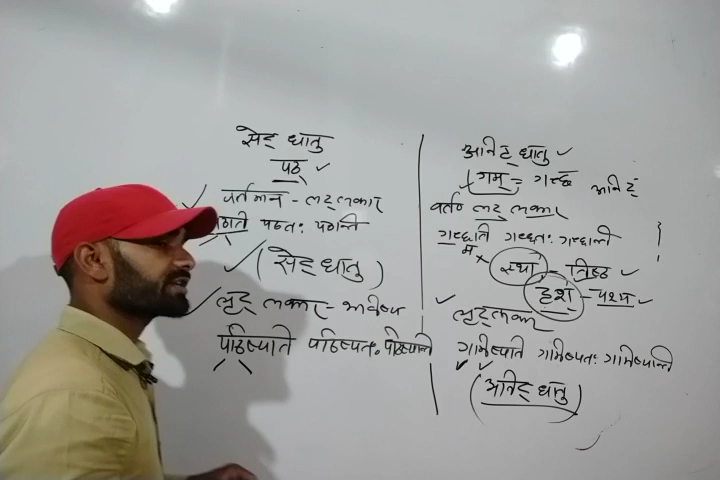 सेट् धातु
पठ् ✓
वर्तमान - लट् लकार
पठति पठतः पठन्ति
(सेट् धातु)
लृट् लकार - भविष्य
पठिष्यति पठिष्यतः पठिष्यन्ति
अनिट् धातु ✓
गम् = गच्छ अनिट्
वर्त० लट् लकार
गच्छति गच्छतः गच्छन्ति
स्था - तिष्ठ ✓
दृश् - पश्य ✓
लृट् लकार
गमिष्यति गमिष्यतः गमिष्यन्ति
(अनिट् धातु)